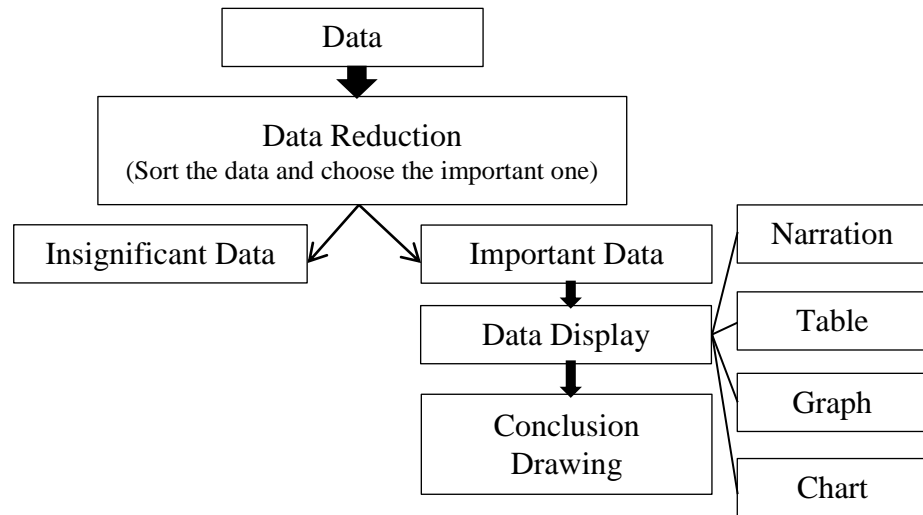 Data
Data Reduction
(Sort the data and choose the important one)
Insignificant Data
Important Data
Data Display
Conclusion
Drawing
Narration
Table
Graph
Chart